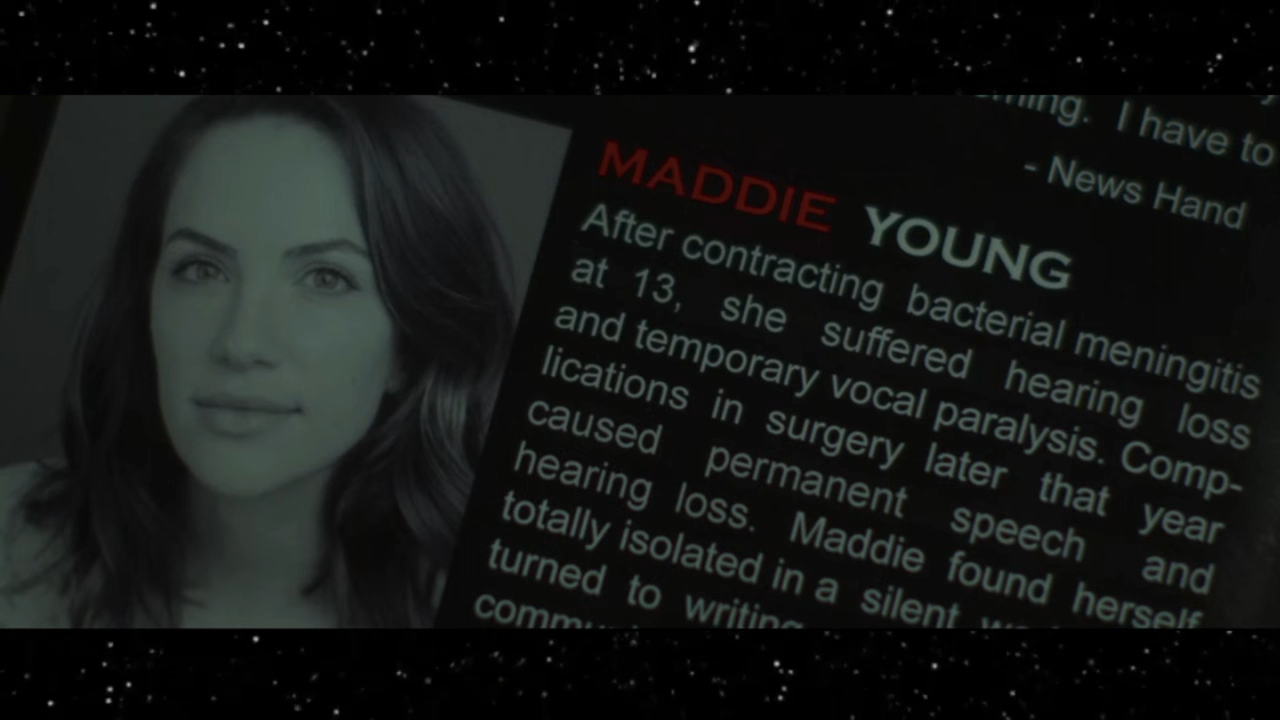 ming. I have to
- News Hand
MADDIE YOUNG
After contracting bacterial meningitis
at 13, she suffered hearing loss
and temporary vocal paralysis. Comp-
lications in surgery later that year
caused permanent speech and
hearing loss. Maddie found herself
totally isolated in a silent
turned to writing